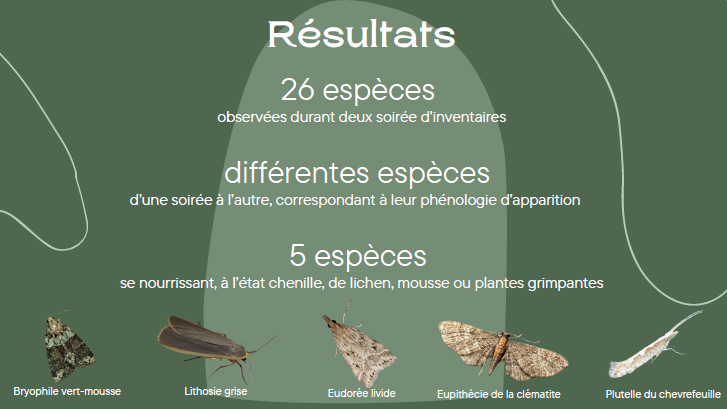 Résultats
26 espèces
observées durant deux soirée d'inventaires
différentes espèces
d'une soirée à l'autre, correspondant à leur phénologie d'apparition
5 espèces
se nourrissant, à l'état chenille, de lichen, mousse ou plantes grimpantes
Bryophile vert-mousse
Lithosie grise
Eudorée livide
Eupithécie de la clématite
Plutelle du chevrefeuille